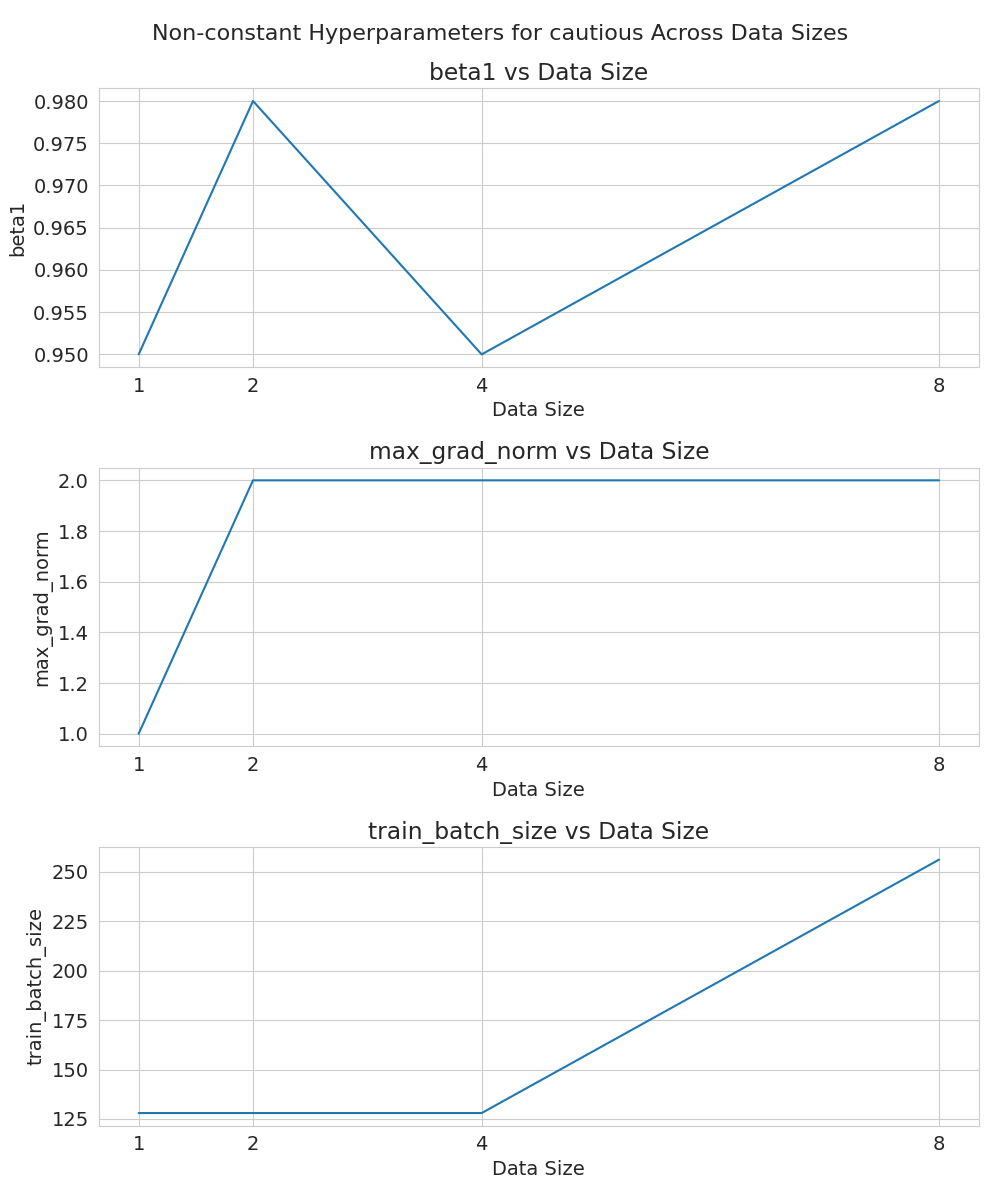 Non-constant Hyperparameters for cautious Across Data Sizes
beta1 vs Data Size
0.980
0.975
0.970
0.965
0.960
0.955
0.950
beta1
1 2 4 8
Data Size
max_grad_norm vs Data Size
2.0
1.8
1.6
1.4
1.2
1.0
max_grad_norm
1 2 4 8
Data Size
train_batch_size vs Data Size
250
225
200
175
150
125
train_batch_size
1 2 4 8
Data Size